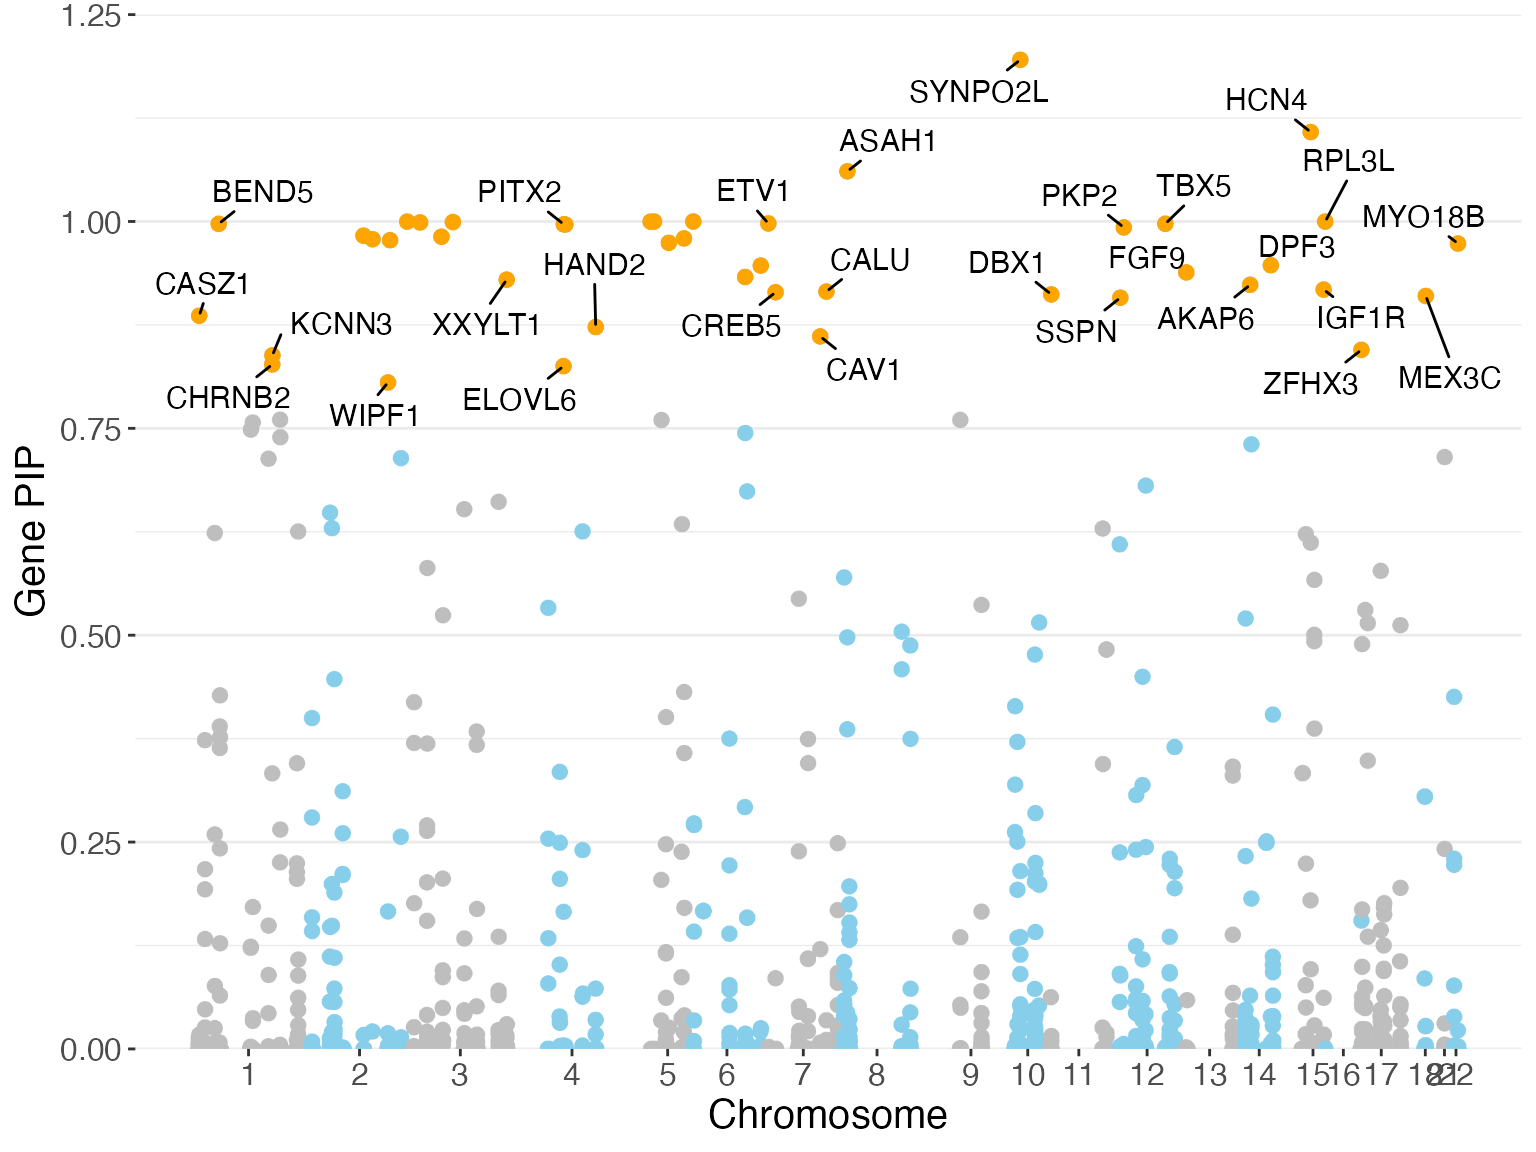 1.25
SYNPO2L
HCN4
ASAH1
RPL3L
BEND5
PITX2
ETV1
PKP2
TBX5
1.00
MYO18B
HAND2
CALU
DBX1
FGF9
DPF3
CASZ1
KCNN3
XXYLT1
CREB5
SSPN
AKAP6
IGF1R
CAV1
CHRNB2
WIPF1
ELOVL6
ZFHX3
MEX3C
0.75
Gene PIP
0.50
0.25
0.00
1 2 3 4 5 6 7 8 9 10 11 12 13 14 15 16 17 18 22
Chromosome